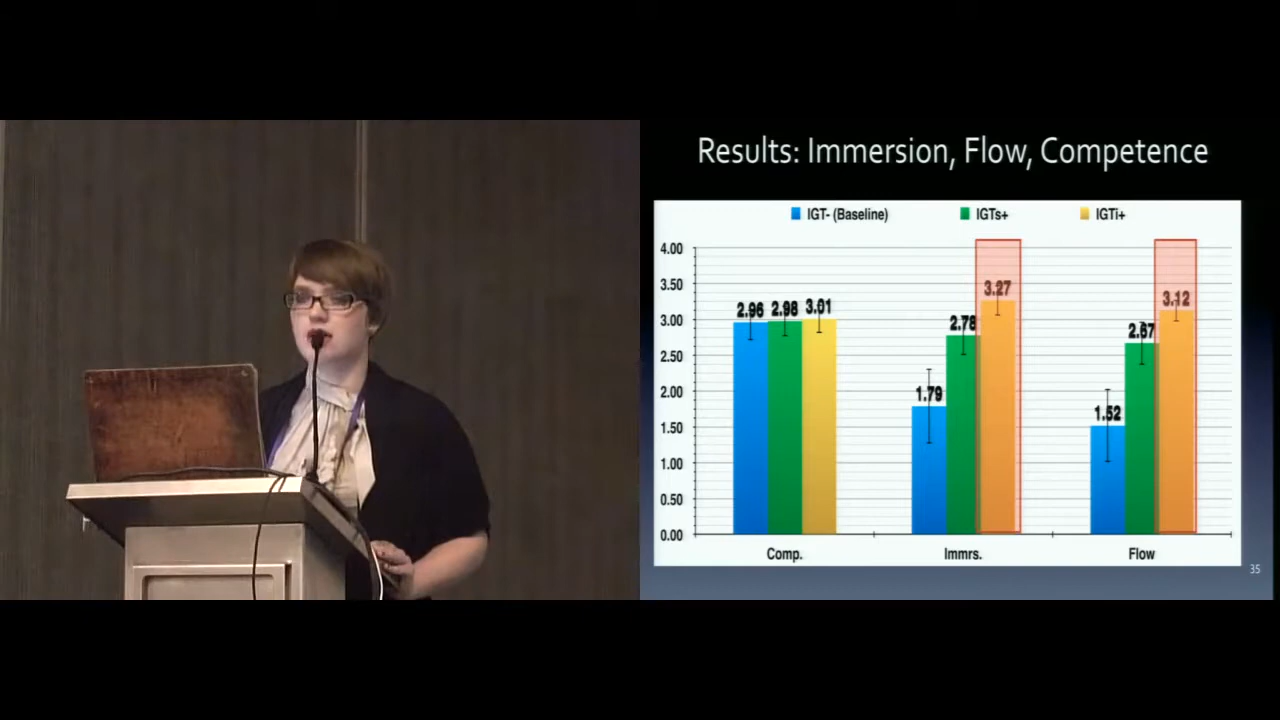 Results: Immersion, Flow, Competence
IGT- (Baseline) IGTs+ IGTi+
4.00
3.50
3.00
2.50
2.00
1.50
1.00
0.50
0.00
2.96 2.98 3.01
1.79 2.78 3.27
1.52 2.67 3.12
Comp. Immrs. Flow
35